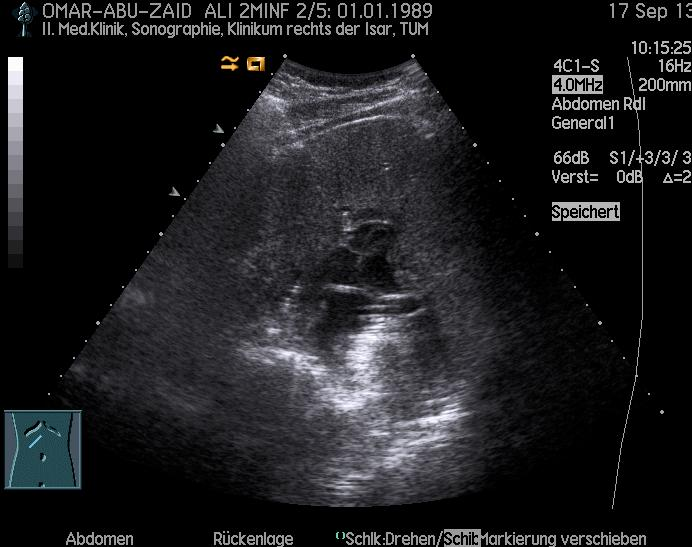 OMAR-ABU-ZAID ALI 2MINF 2/5: 01.01.1989 17 Sep 13
II. Med.Klinik, Sonographie, Klinikum rechts der Isar, TUM
10:15:25
4C1-S 16Hz
4.0MHz 200mm
Abdomen Rdl
General1
66dB S1/+3/3/ 3
Verst= 0dB Δ=2
Speichert
Abdomen Rückenlage Schlk:Drehen/Schlk:Markierung verschieben